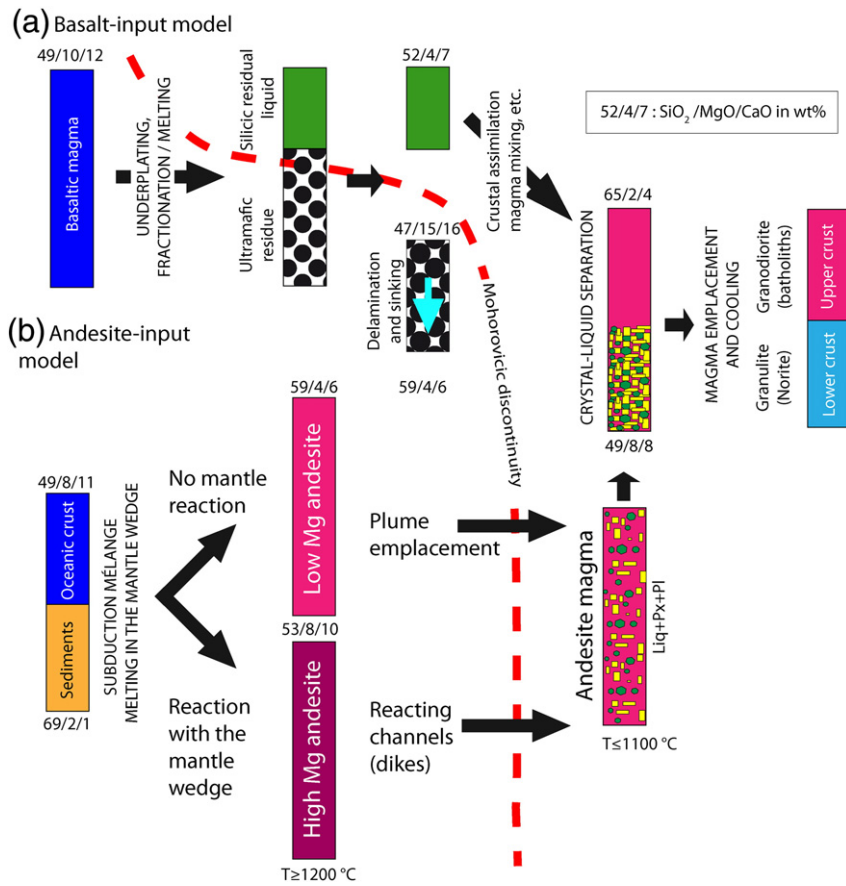 (a) Basalt-input model
49/10/12
Basaltic magma
UNDERPLATING,
FRACTIONATION / MELTING
Silicic residual
liquid
Ultramafic
residue
52/4/7
47/15/16
Delamination
and sinking
Crustal assimilation
magma mixing, etc.
Mohorovicic discontinuity
52/4/7 : SiO₂ /MgO/CaO in wt%
CRYSTAL-LIQUID SEPARATION
65/2/4
49/8/8
MAGMA EMPLACEMENT
AND COOLING
Granodiorite
(batholiths)
Granulite
(Norite)
Upper crust
Lower crust
(b) Andesite-input
model
49/8/11
Oceanic crust
Sediments
69/2/1
SUBDUCTION MÉLANGE
MELTING IN THE MANTLE WEDGE
No mantle
reaction
Reaction with the
mantle
wedge
59/4/6
Low Mg andesite
53/8/10
High Mg andesite
T≥1200 °C
59/4/6
Plume
emplacement
Reacting
channels
(dikes)
Andesite magma
Liq+Px+Pl
T≤1100 °C